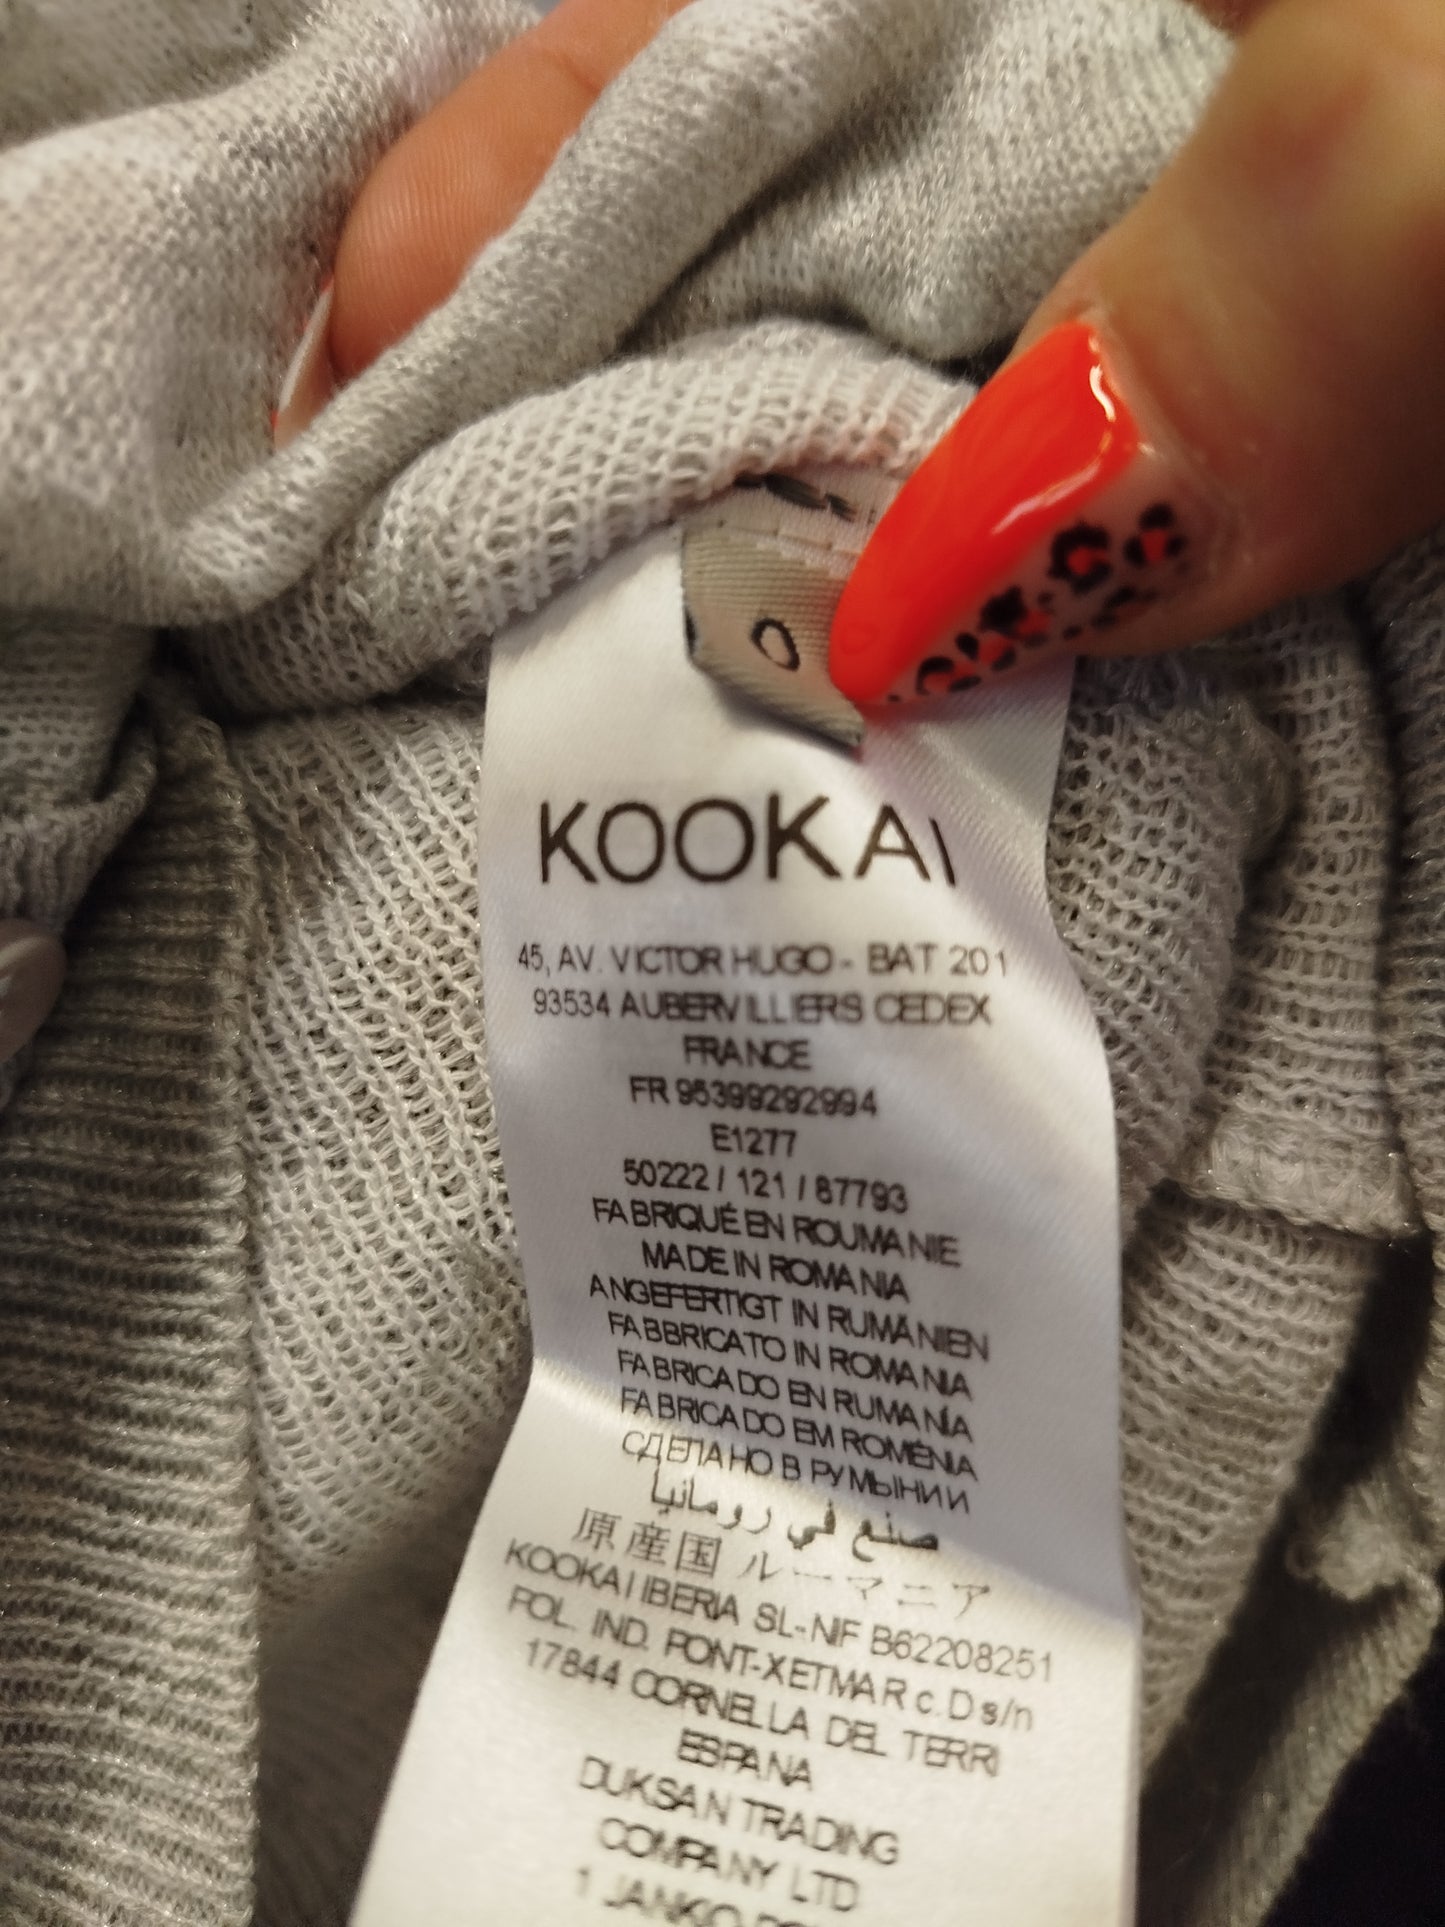 0
KOOKAI
45, AV. VICTOR HUGO - BAT 201
93534 AUBERVILLIERS CEDEX
FRANCE
FR 95399292994
E1277
50222 / 121 / 87793
FABRIQUÉ EN ROUMANIE
MADE IN ROMANIA
ANGEFERTIGT IN RUMÄNIEN
FABBRICATO IN ROMANIA
FABRICADO EN RUMANÍA
FABRICADO EM ROMÉNIA
СДЕЛАНО В РУМЫНИИ
صنع في رومانيا
原産国 ルーマニア
KOOKAI IBERIA SL-NIF B62208251
POL. IND. PONT-XETMAR c. D s/n
17844 CORNELLA DEL TERRI
ESPANA
DUKSAN TRADING
COMPANY LTD
1